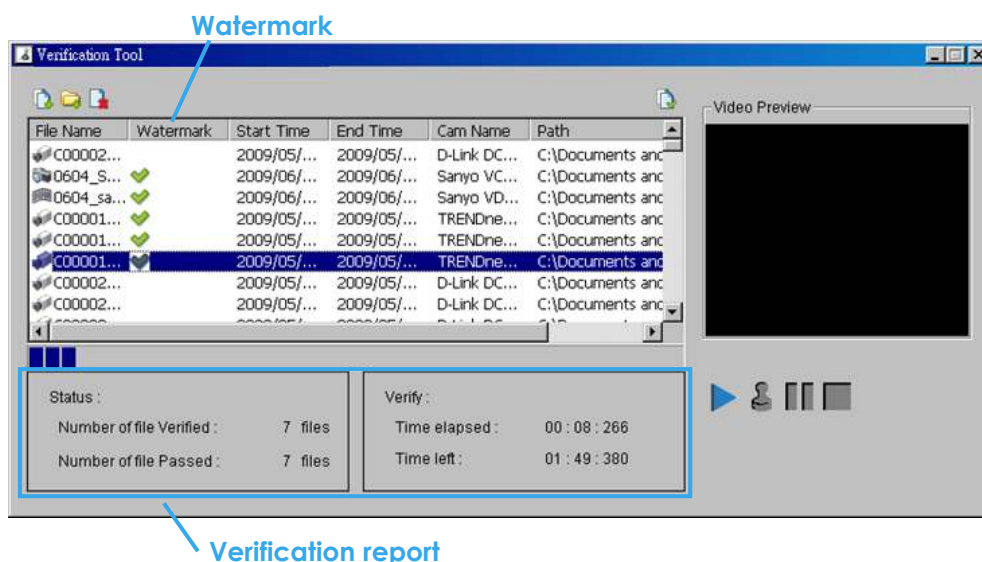 Watermark
Verification Tool
Video Preview
File Name Watermark Start Time End Time Cam Name Path
C00002... 2009/05/... 2009/05/... D-Link DC... C:\Documents and
0604_S... 2009/06/... 2009/06/... Sanyo VC... C:\Documents and
0604_sa... 2009/06/... 2009/06/... Sanyo VD... C:\Documents and
C00001... 2009/05/... 2009/05/... TRENDne... C:\Documents and
C00001... 2009/05/... 2009/05/... TRENDne... C:\Documents and
C00001... 2009/05/... 2009/05/... TRENDne... C:\Documents and
C00002... 2009/05/... 2009/05/... D-Link DC... C:\Documents and
C00002... 2009/05/... 2009/05/... D-Link DC... C:\Documents and
Status :
Number of file Verified : 7 files
Number of file Passed : 7 files
Verify :
Time elapsed : 00 : 08 : 266
Time left : 01 : 49 : 380
Verification report